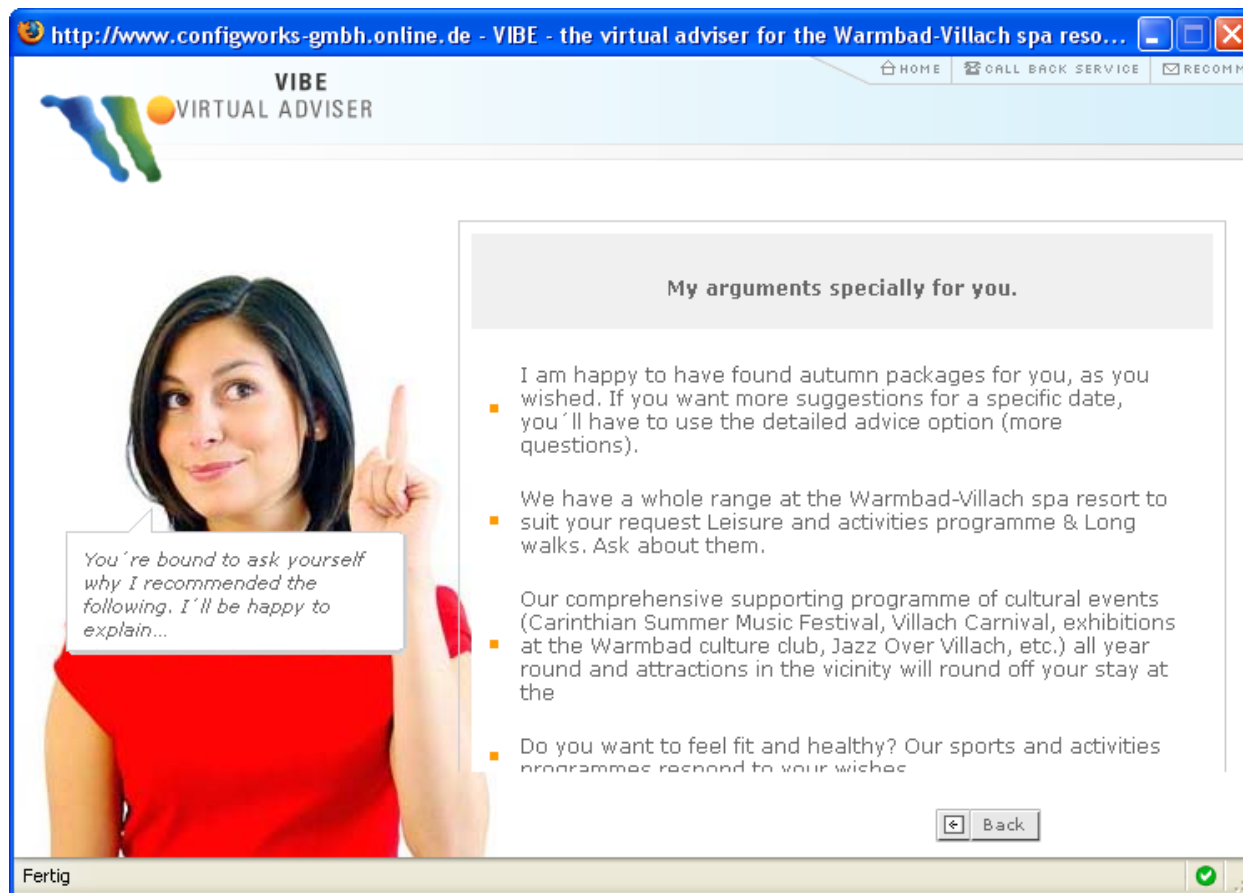 http://www.configworks-gmbh.online.de - VIBE - the virtual adviser for the Warmbad-Villach spa reso...
HOME CALL BACK SERVICE RECOMM
VIBE
VIRTUAL ADVISER
My arguments specially for you.
I am happy to have found autumn packages for you, as you
wished. If you want more suggestions for a specific date,
you´ll have to use the detailed advice option (more
questions).
We have a whole range at the Warmbad-Villach spa resort to
suit your request Leisure and activities programme & Long
walks. Ask about them.
You´re bound to ask yourself
why I recommended the
following. I´ll be happy to
explain...
Our comprehensive supporting programme of cultural events
(Carinthian Summer Music Festival, Villach Carnival, exhibitions
at the Warmbad culture club, Jazz Over Villach, etc.) all year
round and attractions in the vicinity will round off your stay at
the
Do you want to feel fit and healthy? Our sports and activities
programmes respond to your wishes
Back
Fertig